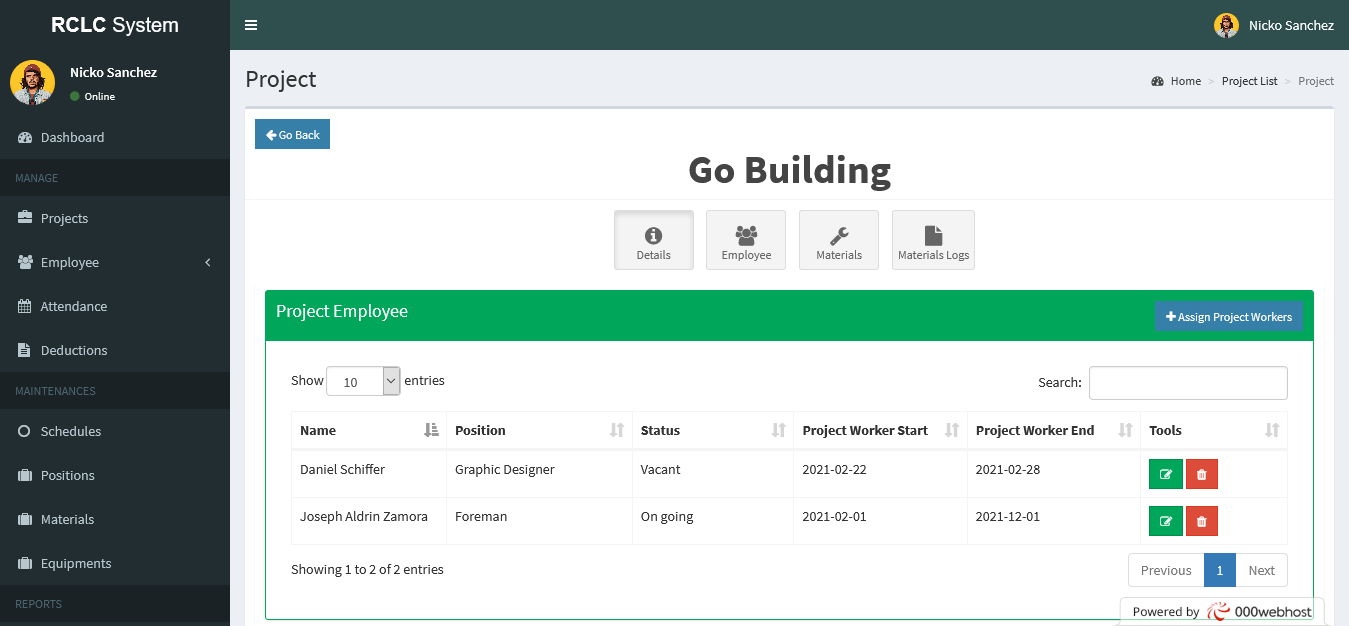 RCLC System
Nicko Sanchez
Nicko Sanchez
Online
Dashboard
MANAGE
Projects
Employee
Attendance
Deductions
MAINTENANCES
Schedules
Positions
Materials
Equipments
REPORTS
Project
Home > Project List > Project
Go Back
Go Building
Details
Employee
Materials
Materials Logs
Project Employee
Assign Project Workers
Show 10 entries
Search:
Name Position Status Project Worker Start Project Worker End Tools
Daniel Schiffer Graphic Designer Vacant 2021-02-22 2021-02-28
Joseph Aldrin Zamora Foreman On going 2021-02-01 2021-12-01
Showing 1 to 2 of 2 entries
Previous 1 Next
Powered by 000webhost